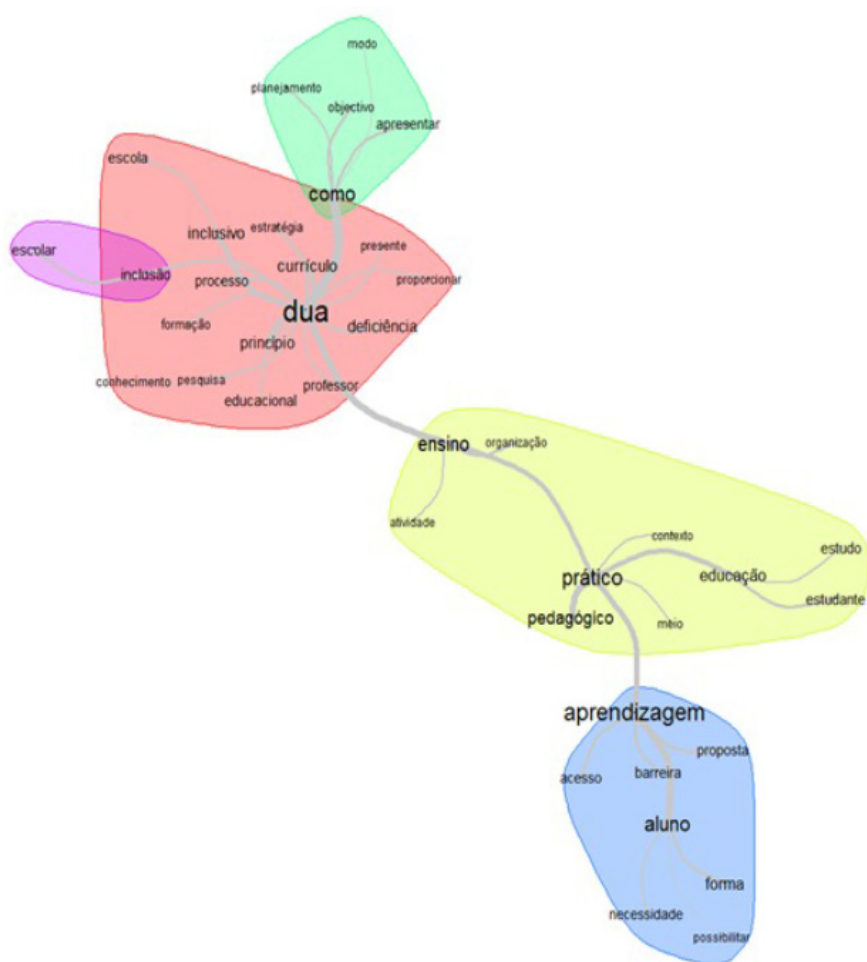 modo
planejamento
objectivo
apresentar
escola
como
estratégia
inclusivo
presente
escolar
currículo
inclusão
processo
proporcionar
dua
formação
deficiência
princípio
conhecimento
pesquisa
professor
educacional
ensino
organização
atividade
contexto
estudo
prático
educação
estudante
pedagógico
meio
aprendizagem
proposta
acesso
barreira
aluno
forma
necessidade
possibilitar